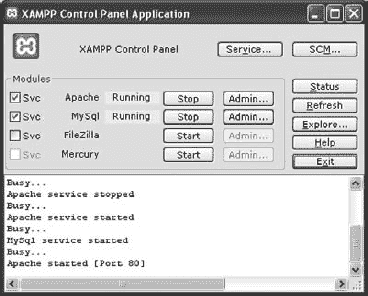 XAMPP Control Panel Application
XAMPP Control Panel
Service...
SCM...
Modules
Svc Apache Running Stop Admin...
Svc MySql Running Stop Admin...
Svc FileZilla Start Admin...
Svc Mercury Start Admin...
Status
Refresh
Explore...
Help
Exit
Busy...
Apache service stopped
Busy...
Apache service started
Busy...
MySql service started
Busy...
Apache started [Port 80]